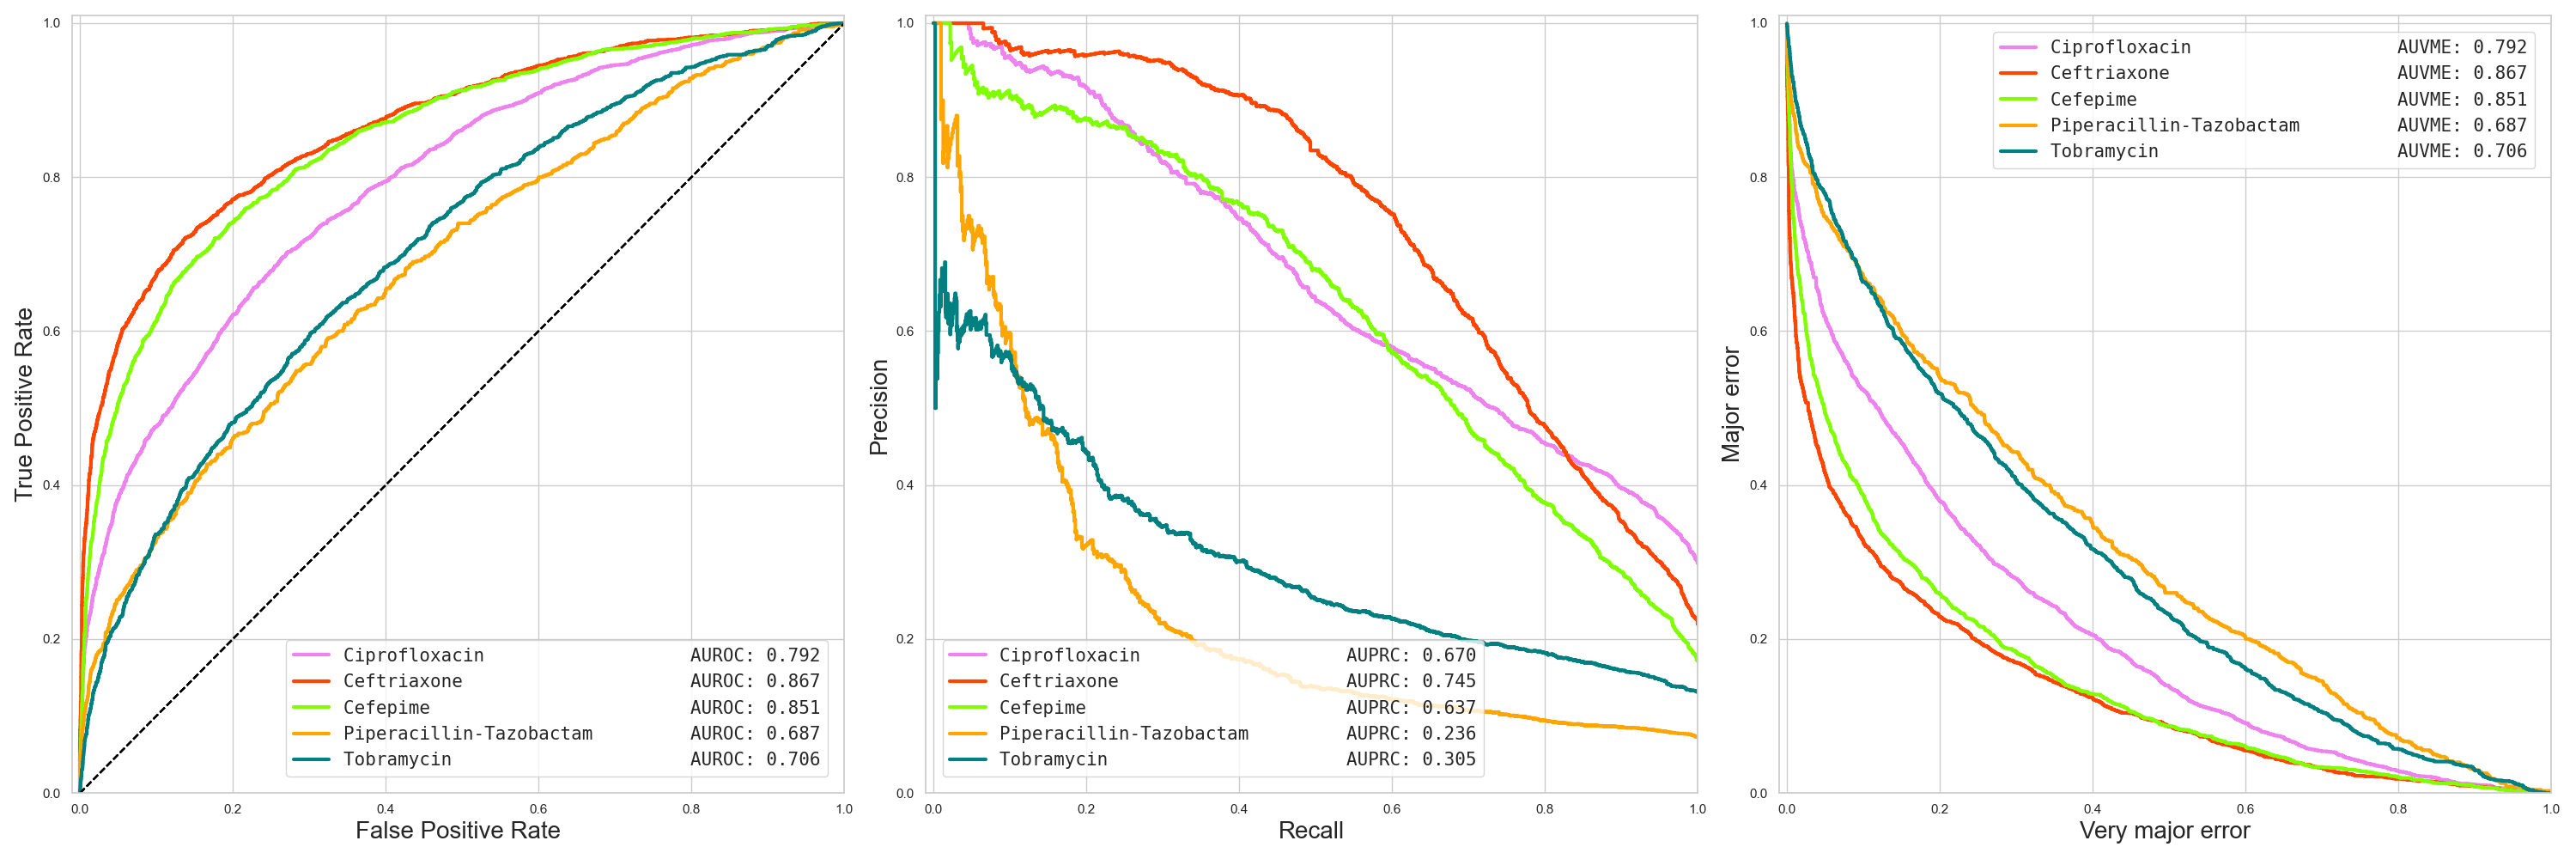 1.0
0.8
0.6
0.4
0.2
0.0
True Positive Rate
Ciprofloxacin AUROC: 0.792
Ceftriaxone AUROC: 0.867
Cefepime AUROC: 0.851
Piperacillin-Tazobactam AUROC: 0.687
Tobramycin AUROC: 0.706
0.0 0.2 0.4 0.6 0.8 1.0
False Positive Rate
1.0
0.8
0.6
0.4
0.2
0.0
Precision
Ciprofloxacin AUPRC: 0.670
Ceftriaxone AUPRC: 0.745
Cefepime AUPRC: 0.637
Piperacillin-Tazobactam AUPRC: 0.236
Tobramycin AUPRC: 0.305
0.0 0.2 0.4 0.6 0.8 1.0
Recall
1.0
0.8
0.6
0.4
0.2
0.0
Major error
Ciprofloxacin AUVME: 0.792
Ceftriaxone AUVME: 0.867
Cefepime AUVME: 0.851
Piperacillin-Tazobactam AUVME: 0.687
Tobramycin AUVME: 0.706
0.0 0.2 0.4 0.6 0.8 1.0
Very major error